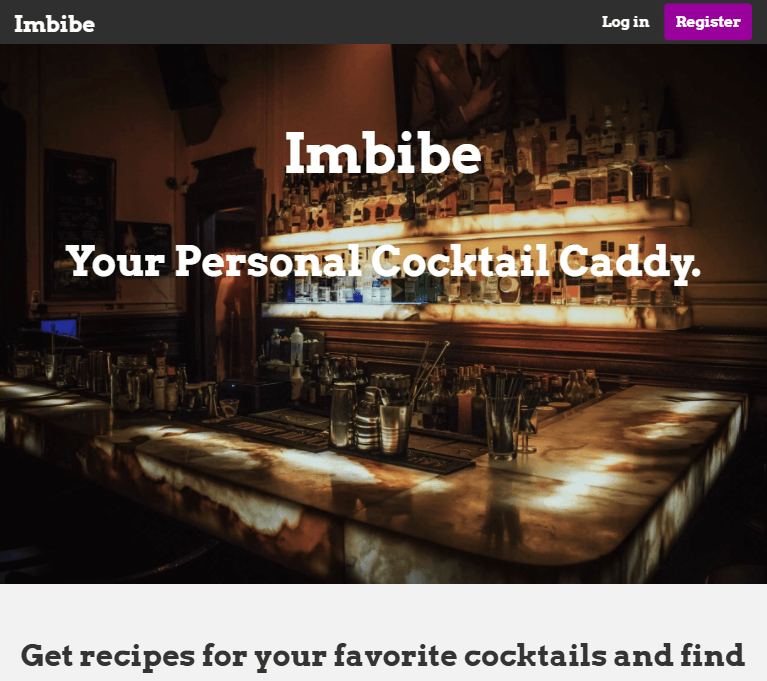 Imbibe
Log in
Register
Imbibe
Your Personal Cocktail Caddy.
Get recipes for your favorite cocktails and find